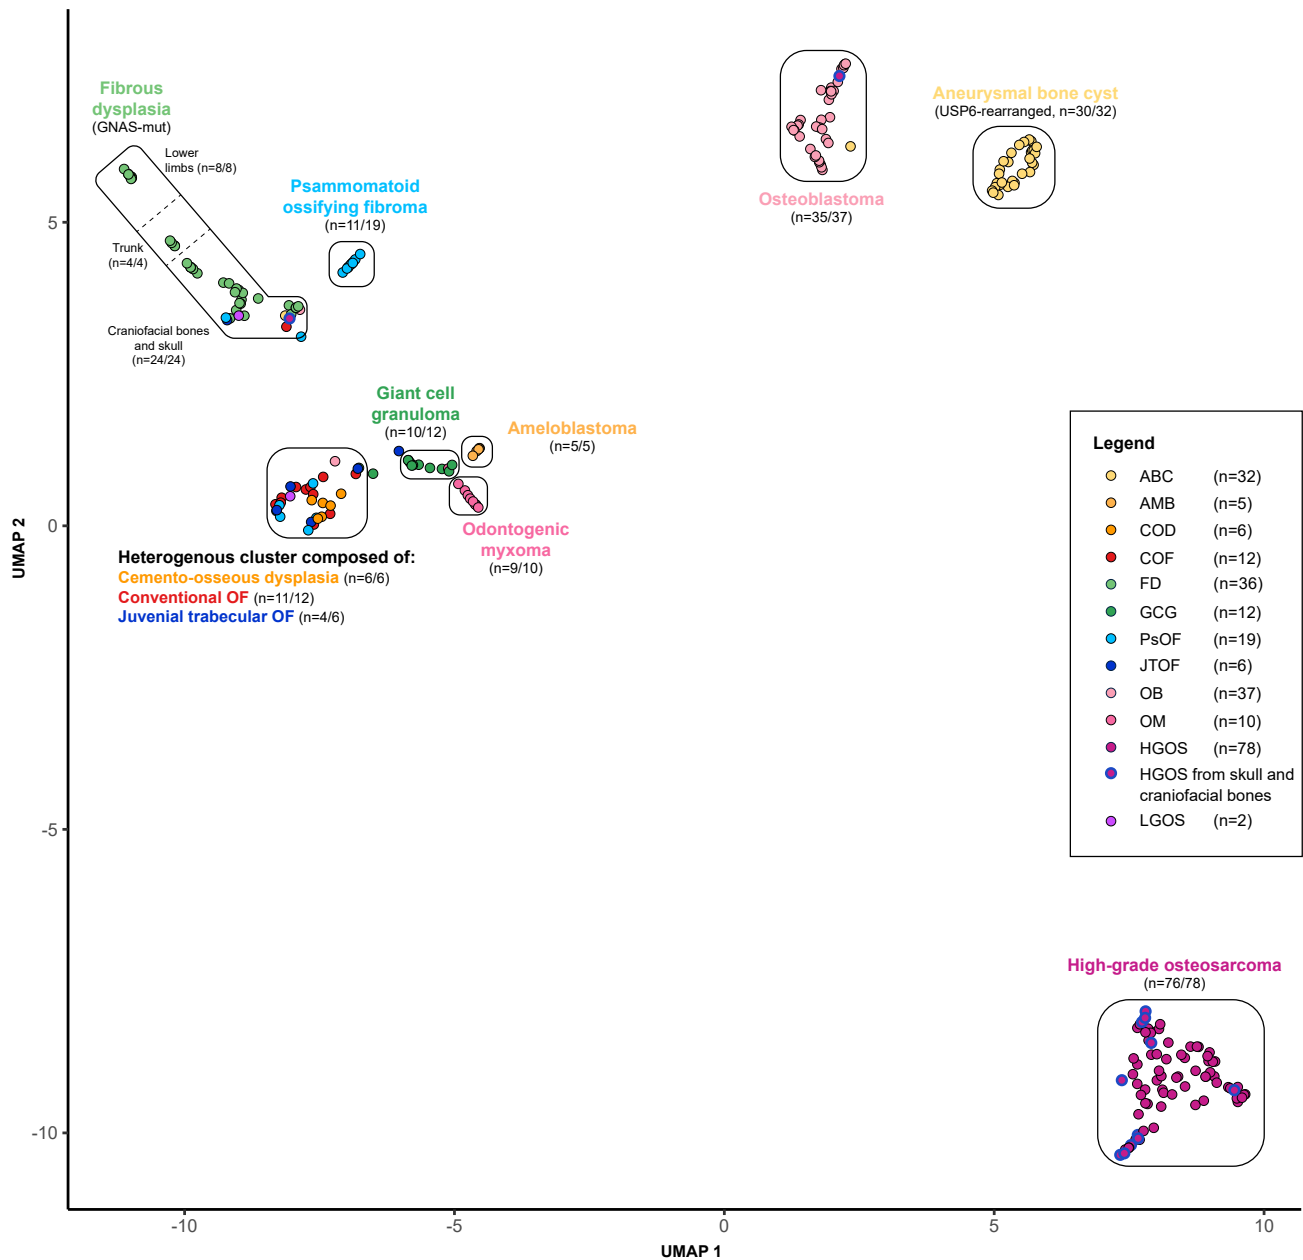 Fibrous
dysplasia
(GNAS-mut)
Lower
limbs (n=8/8)
Trunk
(n=4/4)
Craniofacial bones
and skull
(n=24/24)
Psammomatoid
ossifying fibroma
(n=11/19)
Osteoblastoma
(n=35/37)
Aneurysmal bone cyst
(USP6-rearranged, n=30/32)
Giant cell
granuloma
(n=10/12)
Ameloblastoma
(n=5/5)
Odontogenic
myxoma
(n=9/10)
Heterogenous cluster composed of:
Cemento-osseous dysplasia (n=6/6)
Conventional OF (n=11/12)
Juvenial trabecular OF (n=4/6)
Legend
ABC (n=32)
AMB (n=5)
COD (n=6)
COF (n=12)
FD (n=36)
GCG (n=12)
PsOF (n=19)
JTOF (n=6)
OB (n=37)
OM (n=10)
HGOS (n=78)
HGOS from skull and
craniofacial bones
LGOS (n=2)
High-grade osteosarcoma
(n=76/78)
UMAP 2
5
0
-5
-10
-10 -5 0 5 10
UMAP 1